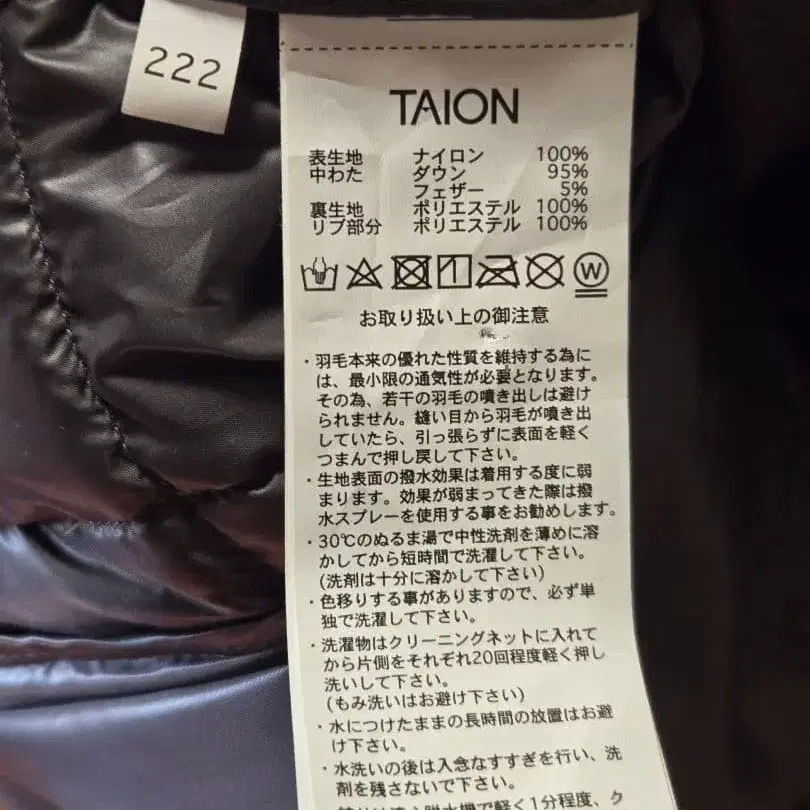 222
TAION
表生地 ナイロン 100%
中わた ダウン 95%
フェザー 5%
裏生地 ポリエステル 100%
リブ部分 ポリエステル 100%
W
お取り扱い上の御注意
・羽毛本来の優れた性質を維持する為に
は、最小限の通気性が必要となります。
その為、若干の羽毛の噴き出しは避け
られません。縫い目から羽毛が噴き出
していたら、引っ張らずに表面を軽く
つまんで押し戻して下さい。
・生地表面の撥水効果は着用する度に弱
まります。効果が弱まってきた際は撥
水スプレーを使用する事をお勧めします。
・30℃のぬるま湯で中性洗剤を薄めに溶
かしてから短時間で洗濯して下さい。
(洗剤は十分に溶かして下さい)
・色移りする事がありますので、必ず単
独で洗濯して下さい。
・洗濯物はクリーニングネットに入れて
から片側をそれぞれ20回程度軽く押し
洗いして下さい。
(もみ洗いはお避け下さい)
・水につけたままの長時間の放置はお避
け下さい。
・水洗いの後は入念なすすぎを行い、洗
剤を残さないで下さい。
で軽く1分程度、ク